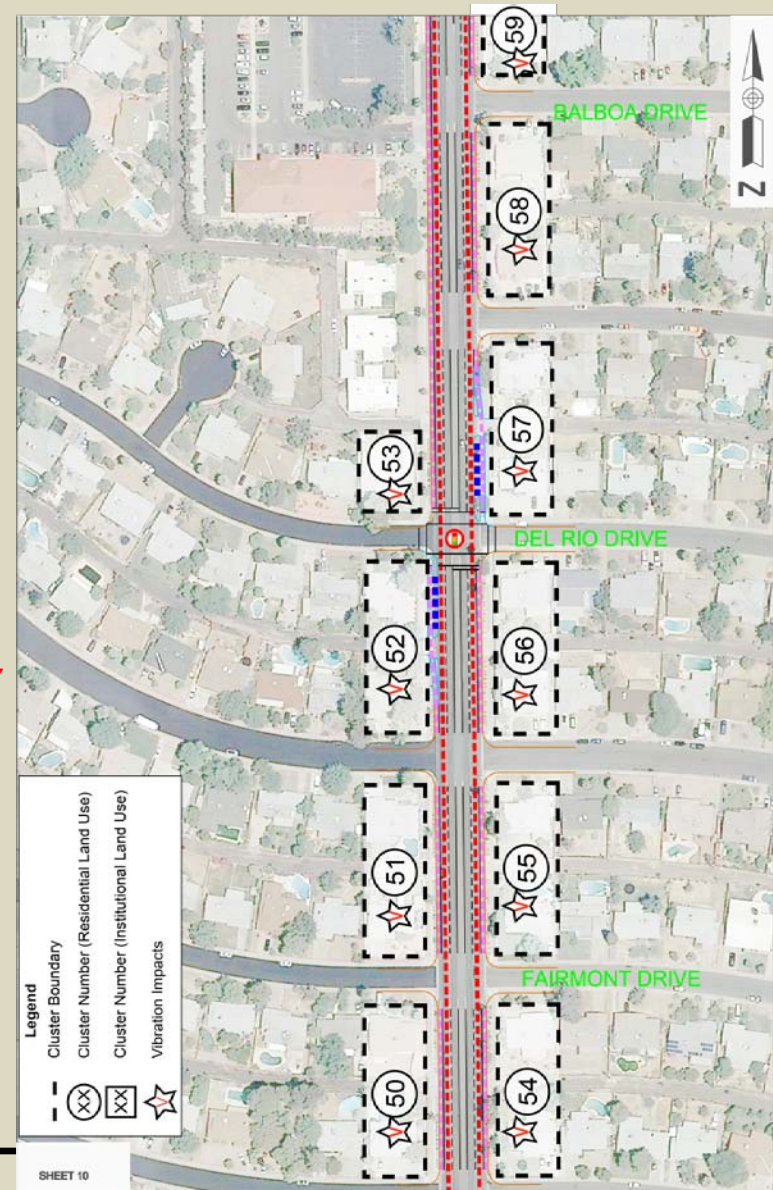 59
V
BALBOA DRIVE
N
58
V
57
V
53
V
DEL RIO DRIVE
52
V
56
V
51
V
55
V
FAIRMONT DRIVE
50
V
54
V
Legend
Cluster Boundary
XX Cluster Number (Residential Land Use)
XX Cluster Number (Institutional Land Use)
V Vibration Impacts
SHEET 10